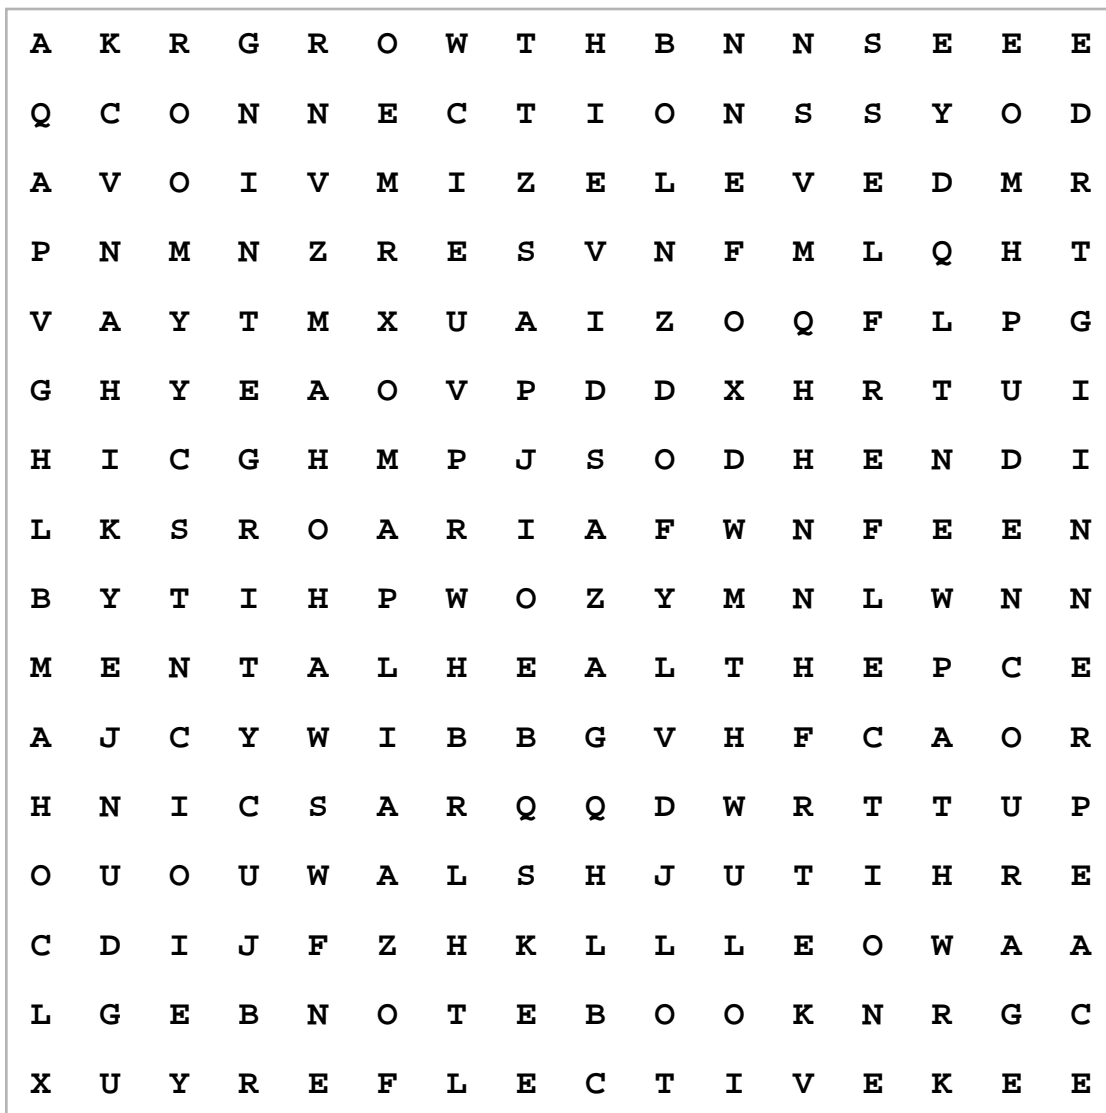 A K R G R O W T H B N N S E E E
Q C O N N E C T I O N S S Y O D
A V O I V M I Z E L E V E D M R
P N M N Z R E S V N F M L Q H T
V A Y T M X U A I Z O Q F L P G
G H Y E A O V P D D X H R T U I
H I C G H M P J S O D H E N D I
L K S R O A R I A F W N F E E N
B Y T I H P W O Z Y M N L W N N
M E N T A L H E A L T H E P C E
A J C Y W I B B G V H F C A O R
H N I C S A R Q Q D W R T T U P
O U O U W A L S H J U T I H R E
C D I J F Z H K L L L E O W A A
L G E B N O T E B O O K N R G C
X U Y R E F L E C T I V E K E E